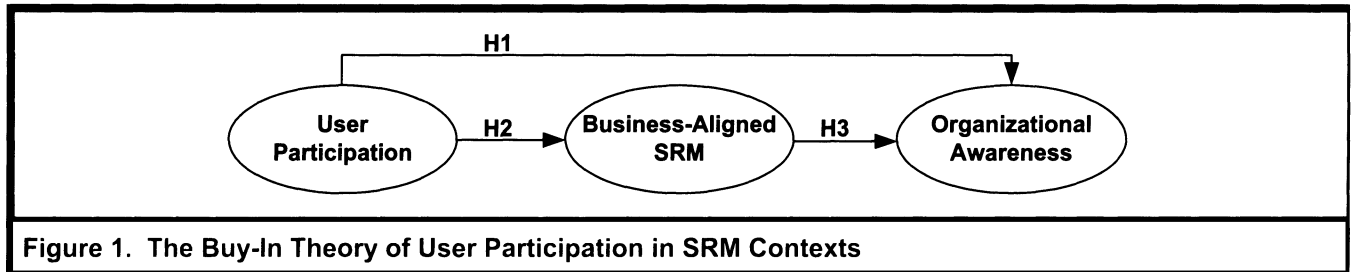 H1
User
Participation
H2
Business-Aligned
SRM
H3
Organizational
Awareness
Figure 1. The Buy-In Theory of User Participation in SRM Contexts